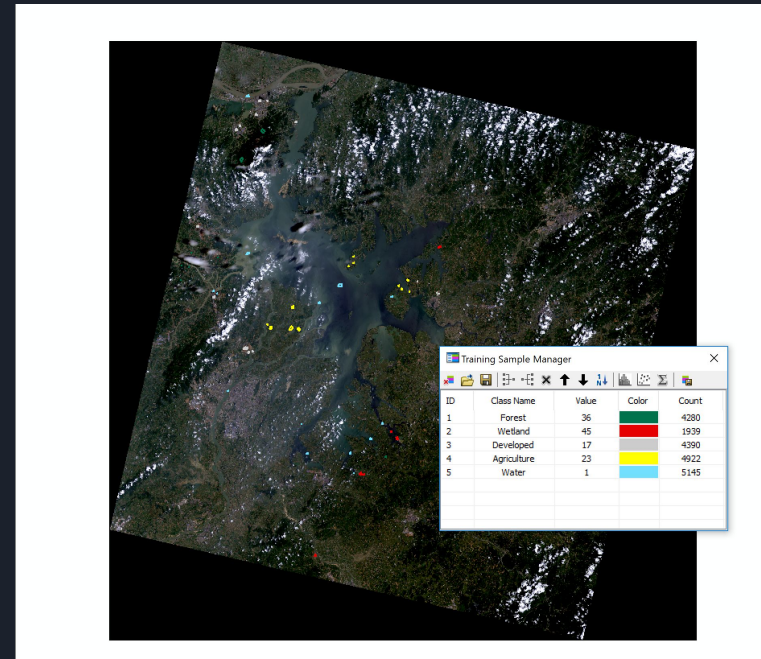 Training Sample Manager
ID Class Name Value Color Count
1 Forest 36 4280
2 Wetland 45 1939
3 Developed 17 4390
4 Agriculture 23 4922
5 Water 1 5145